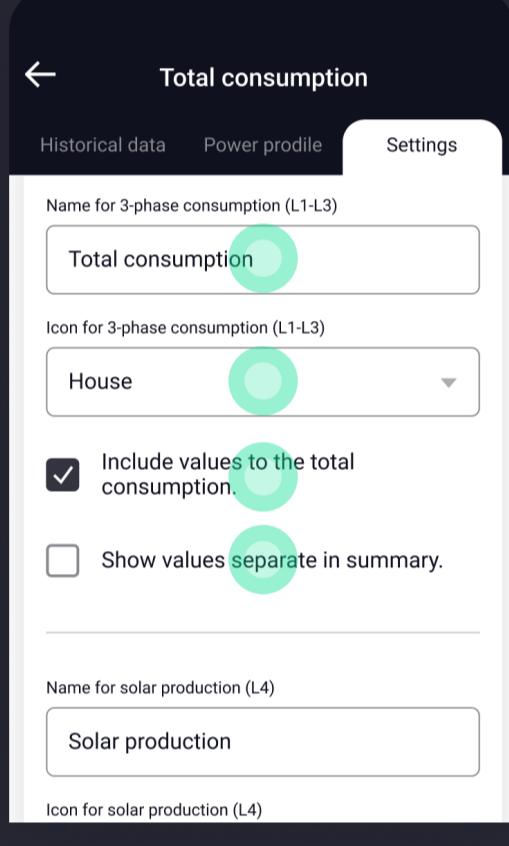 Total consumption
Historical data Power prodile Settings
Name for 3-phase consumption (L1-L3)
Total consumption
Icon for 3-phase consumption (L1-L3)
House
Include values to the total
consumption.
Show values separate in summary.
Name for solar production (L4)
Solar production
Icon for solar production (L4)